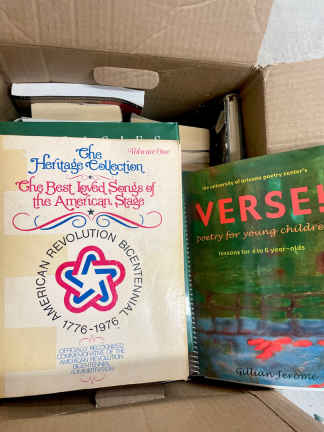 Volume One
The
Heritage Collection
The Best Loved Songs of
the American Stage
AMERICAN REVOLUTION BICENTENNIAL
1776-1976
OFFICIALLY RECOGNIZED
COMMEMORATIVE OF THE
AMERICAN REVOLUTION
BICENTENNIAL
ADMINISTRATION
the university of arizona poetry center's
VERSE!
poetry for young children
lessons for 4 to 6 year-olds
Gillian Jerome